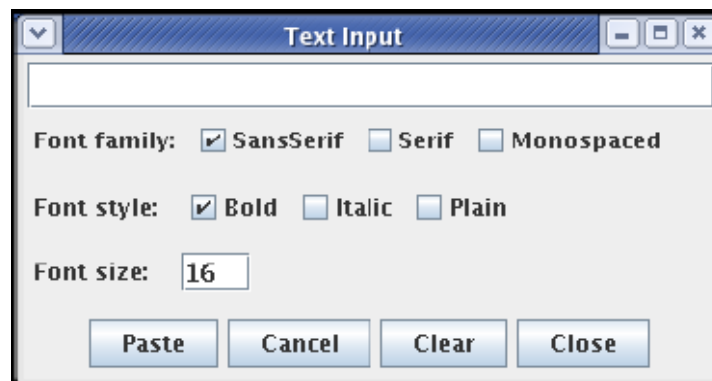 Text Input
Font family: SansSerif Serif Monospaced
Font style: Bold Italic Plain
Font size: 16
Paste Cancel Clear Close